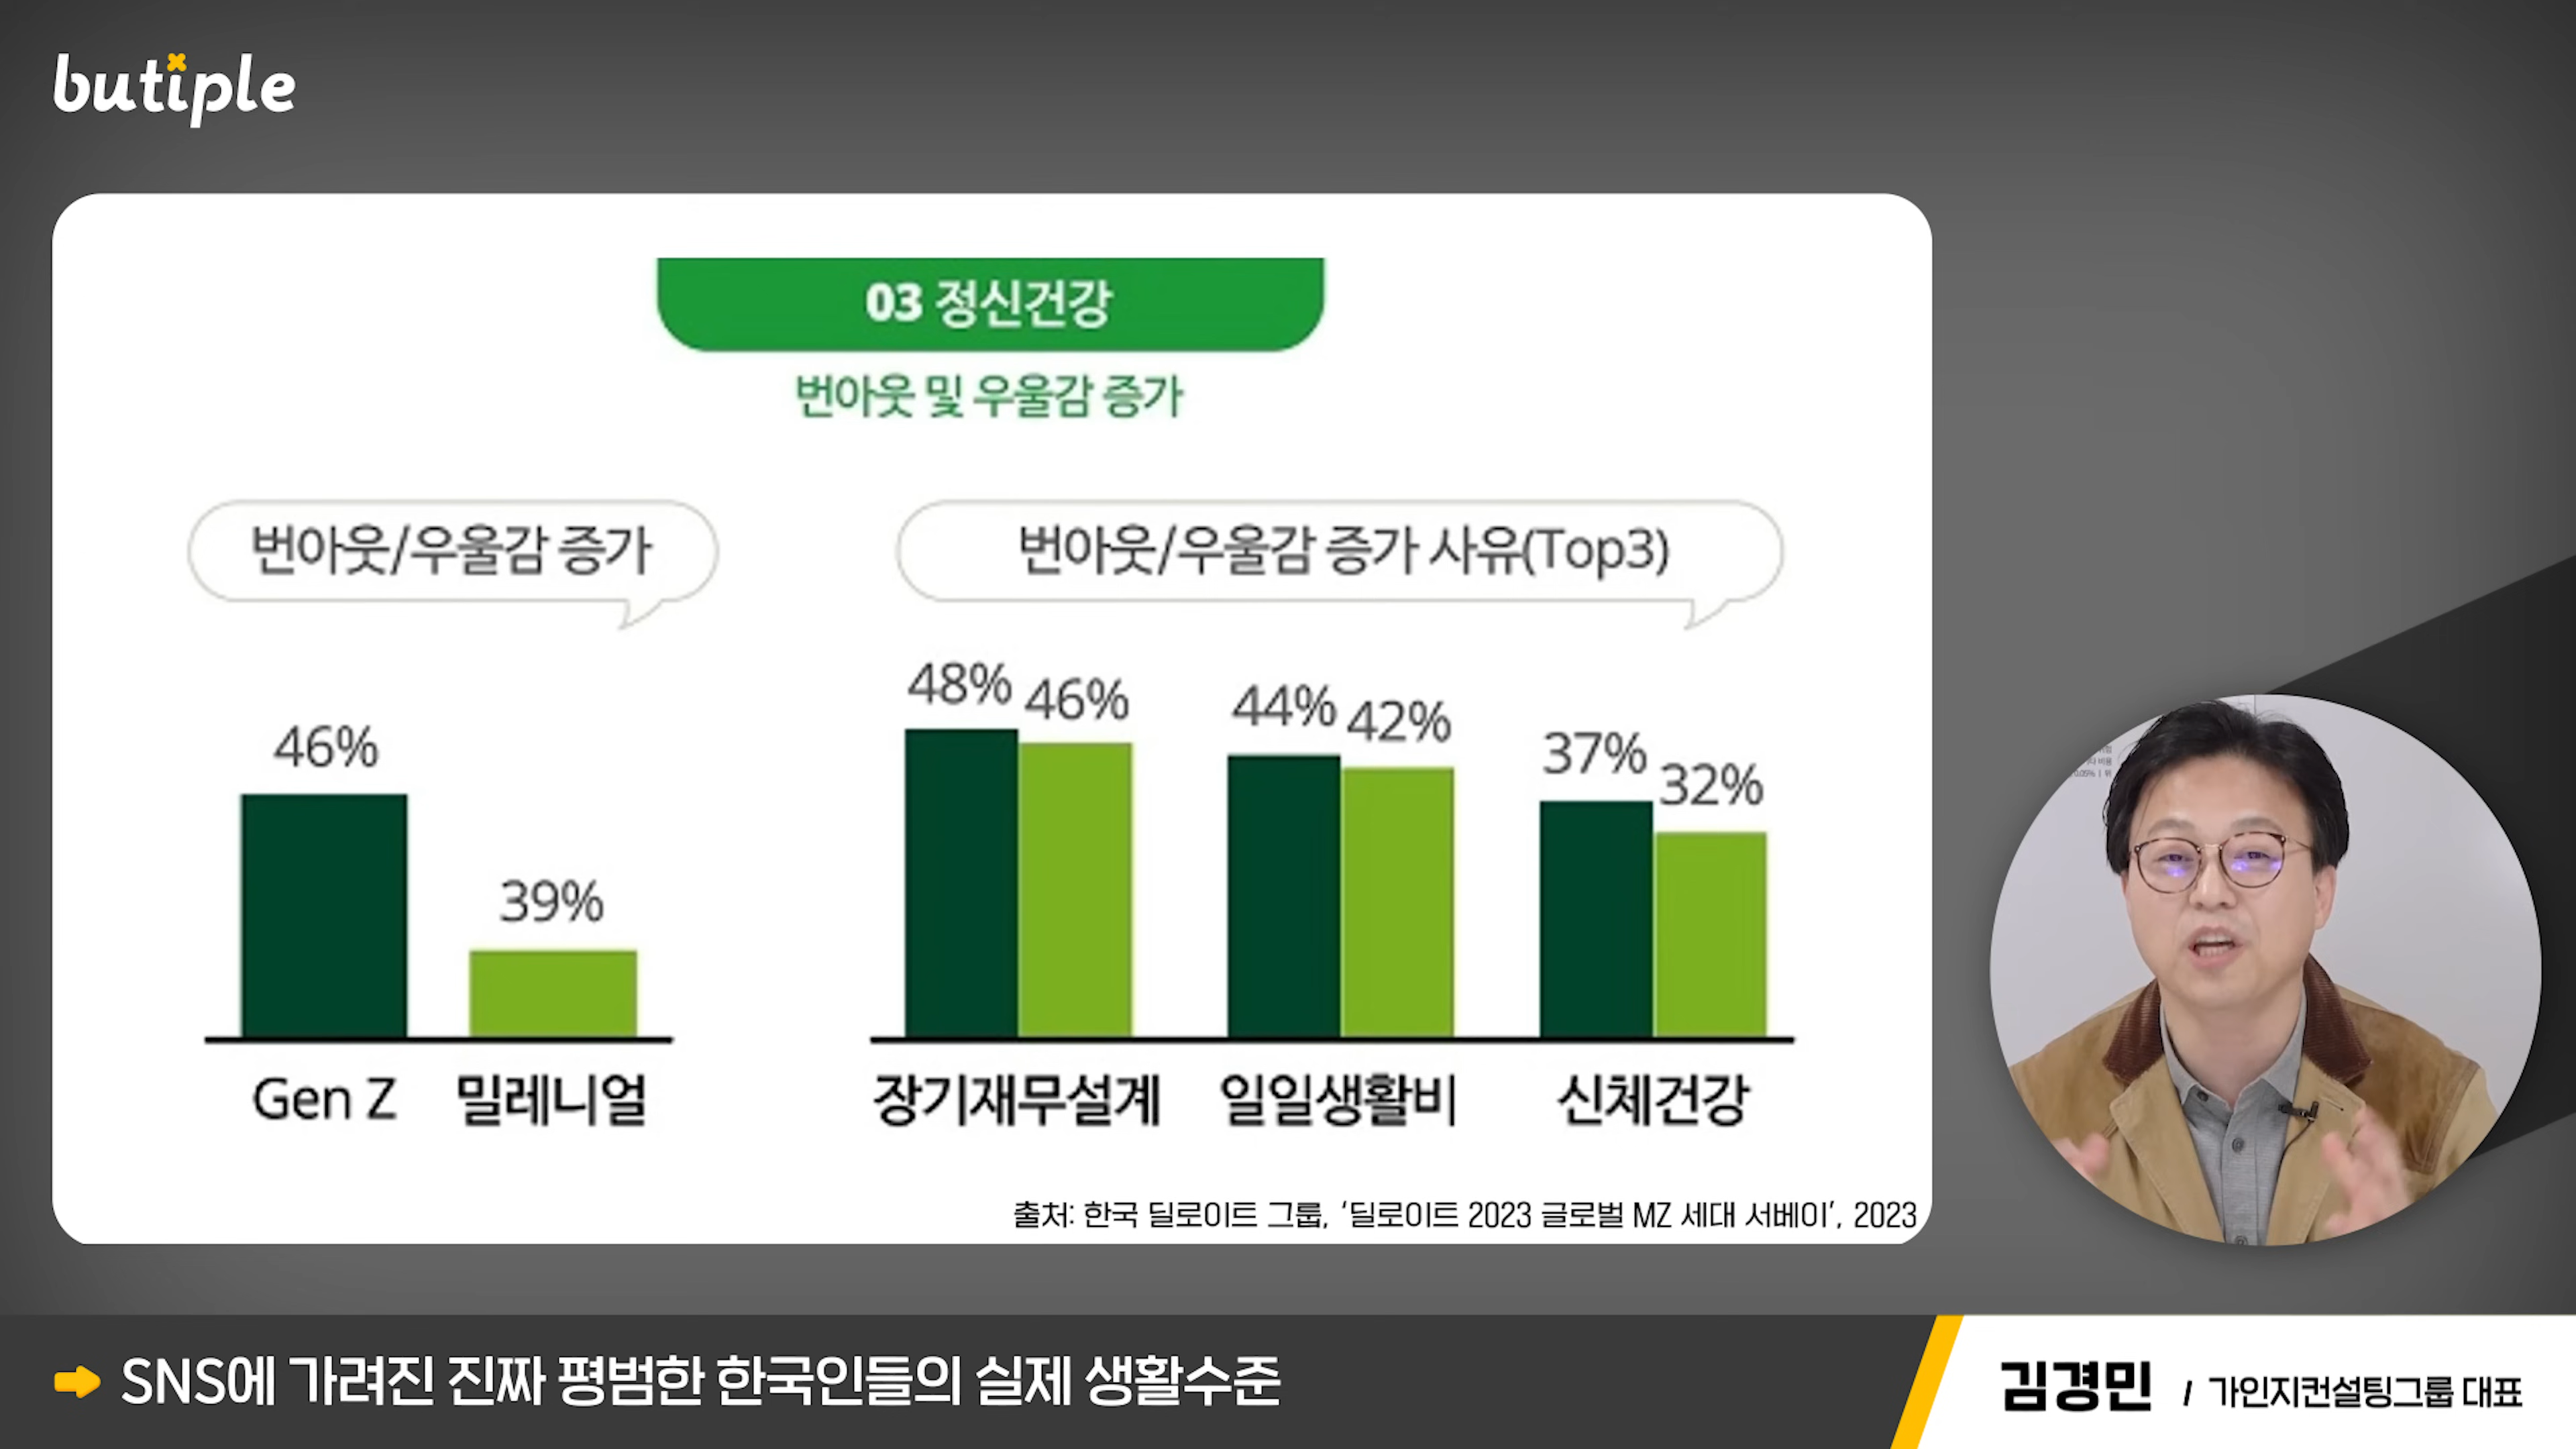 butiple
03 정신건강
번아웃 및 우울감 증가
번아웃/우울감 증가
번아웃/우울감 증가 사유(Top3)
46%
39%
Gen Z
밀레니얼
48%
46%
44%
42%
37%
32%
장기재무설계
일일생활비
신체건강
출처: 한국 딜로이트 그룹, '딜로이트 2023 글로벌 MZ 세대 서베이', 2023
SNS에 가려진 진짜 평범한 한국인들의 실제 생활수준
김경민 / 가인지컨설팅그룹 대표